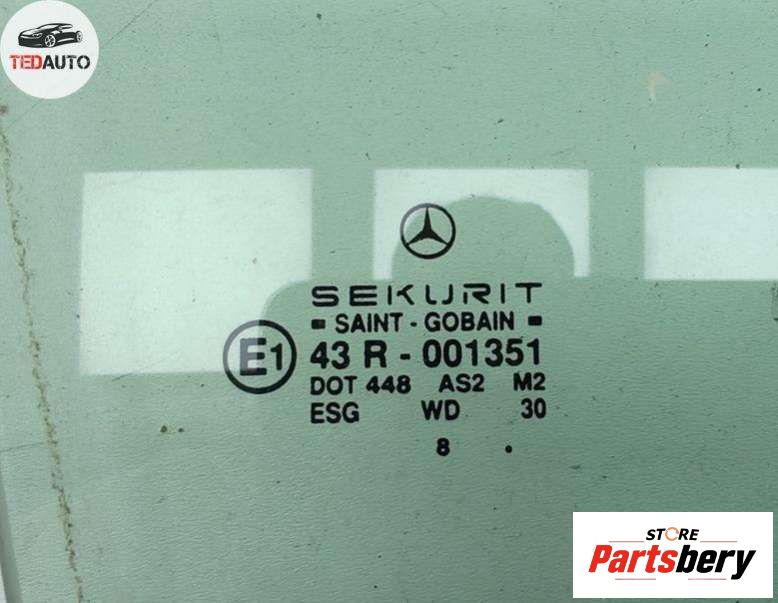 TEDAUTO
SEKURIT
SAINT - GOBAIN
E1 43 R - 001351
DOT 448 AS2 M2
ESG WD 30
8 .
STORE
Partsbery